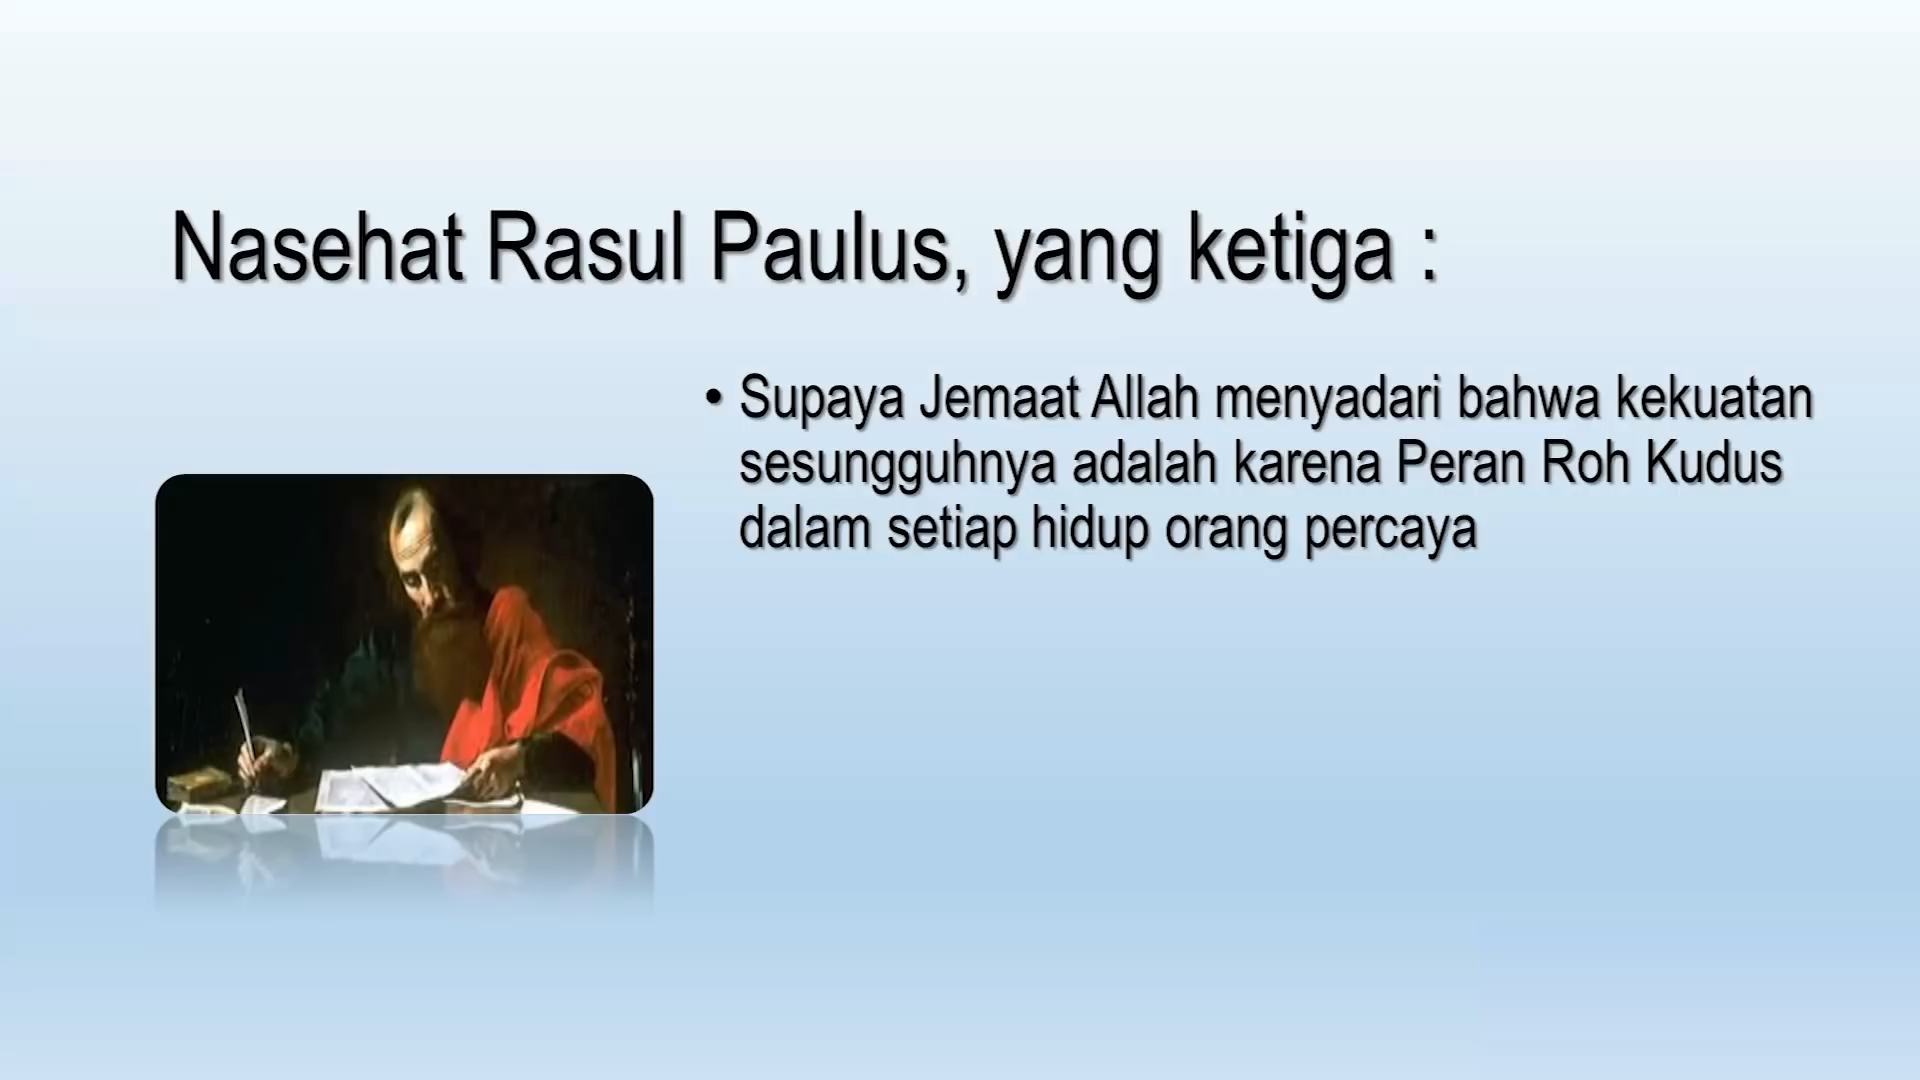 Nasehat Rasul Paulus, yang ketiga :
• Supaya Jemaat Allah menyadari bahwa kekuatan
sesungguhnya adalah karena Peran Roh Kudus
dalam setiap hidup orang percaya